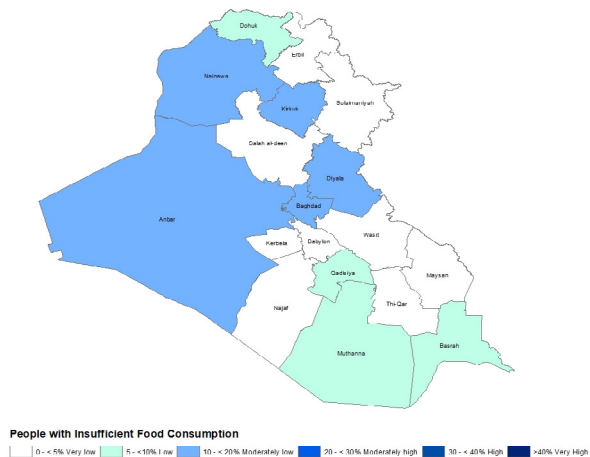 Dohuk
Erbil
Nainawa
Kirkuk
Sulaimaniyah
Salah al-deen
Diyala
Baghdad
Anbar
Wasit
Kerbela
Babylon
Qadisiya
Maysan
Najaf
Thi-Qar
Basrah
Muthanna
People with Insufficient Food Consumption
0 - < 5% Very low 5 - <10% Low 10 - < 20% Moderately low 20 - < 30% Moderately high 30 - < 40% High >40% Very High